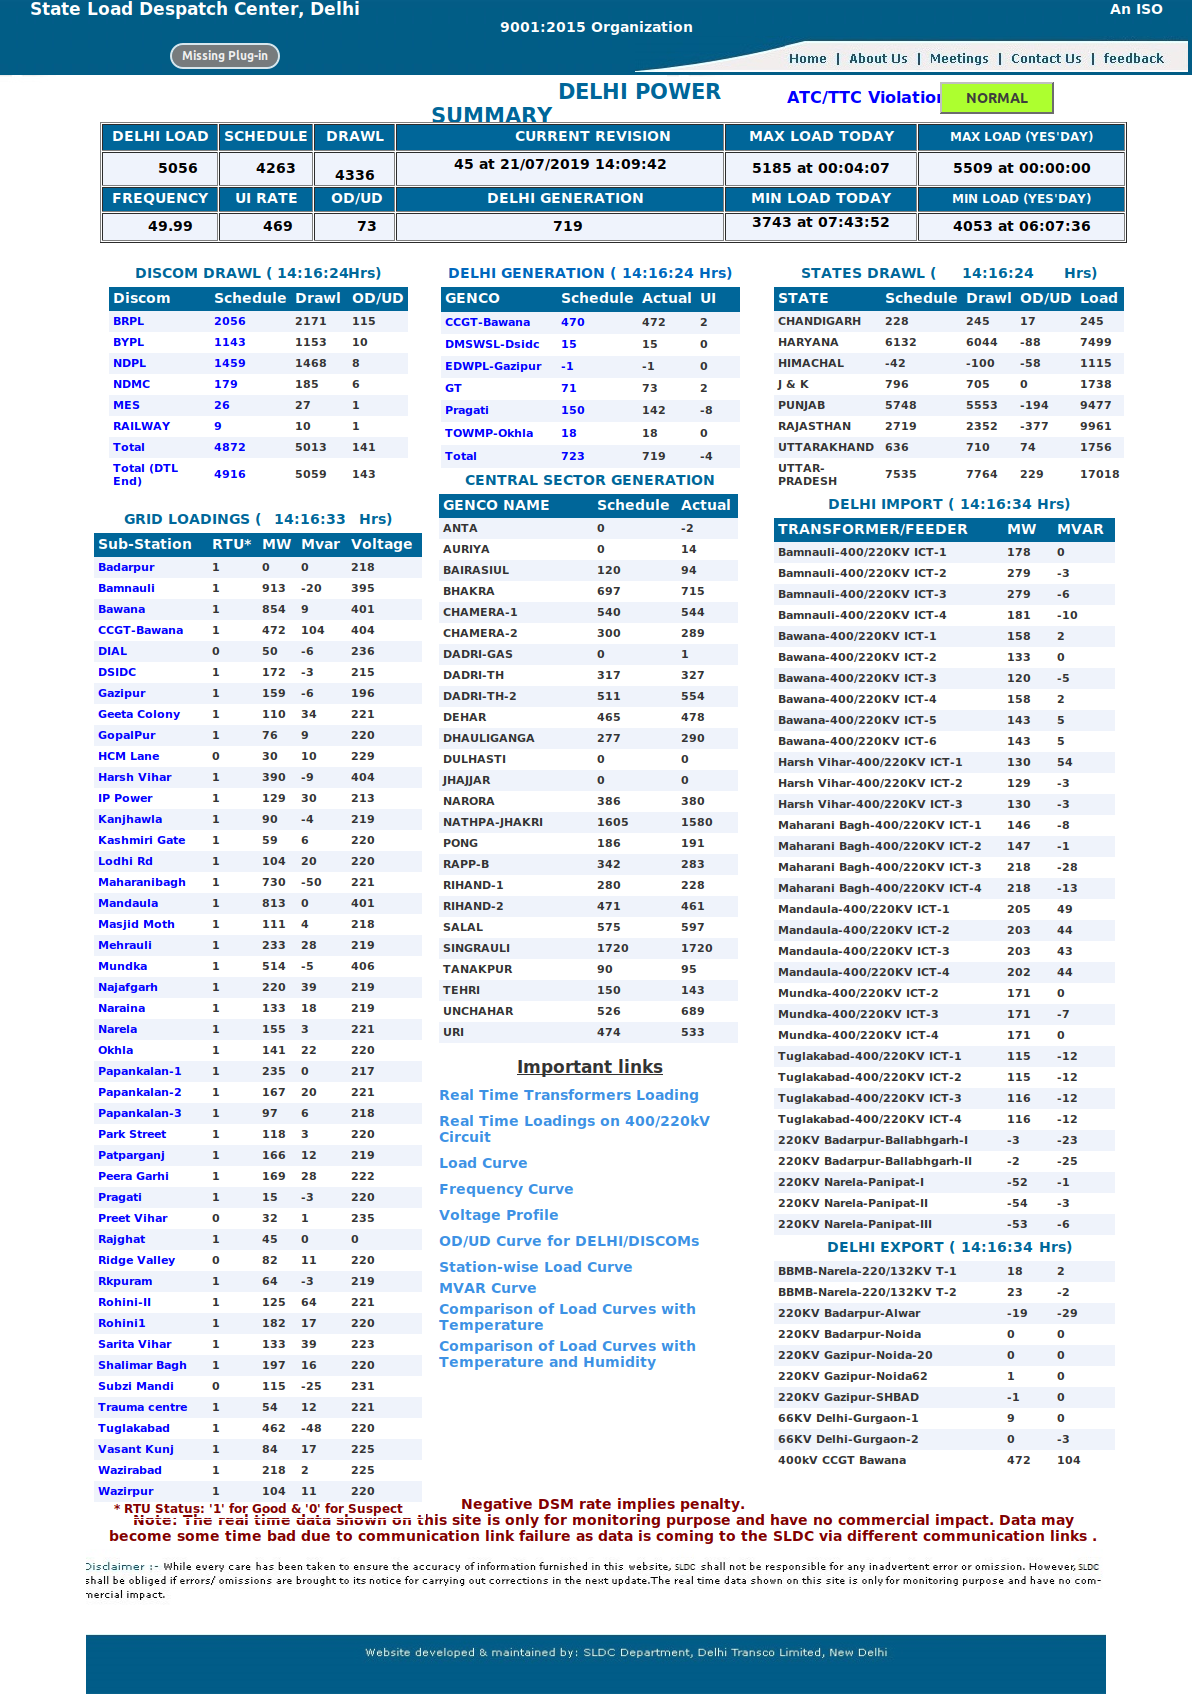 State Load Despatch Center, Delhi
An ISO
9001:2015 Organization
Missing Plug-in
Home | About Us | Meetings | Contact Us | feedback
DELHI POWER
SUMMARY
ATC/TTC Violation
NORMAL
DELHI LOAD SCHEDULE DRAWL CURRENT REVISION MAX LOAD TODAY MAX LOAD (YES'DAY)
5056 4263 4336 45 at 21/07/2019 14:09:42 5185 at 00:04:07 5509 at 00:00:00
FREQUENCY UI RATE OD/UD DELHI GENERATION MIN LOAD TODAY MIN LOAD (YES'DAY)
49.99 469 73 719 3743 at 07:43:52 4053 at 06:07:36
DISCOM DRAWL ( 14:16:24Hrs)
Discom Schedule Drawl OD/UD
BRPL 2056 2171 115
BYPL 1143 1153 10
NDPL 1459 1468 8
NDMC 179 185 6
MES 26 27 1
RAILWAY 9 10 1
Total 4872 5013 141
Total (DTL
End) 4916 5059 143
GRID LOADINGS ( 14:16:33 Hrs)
Sub-Station RTU* MW Mvar Voltage
Badarpur 1 0 0 218
Bamnauli 1 913 -20 395
Bawana 1 854 9 401
CCGT-Bawana 1 472 104 404
DIAL 0 50 -6 236
DSIDC 1 172 -3 215
Gazipur 1 159 -6 196
Geeta Colony 1 110 34 221
GopalPur 1 76 9 220
HCM Lane 0 30 10 229
Harsh Vihar 1 390 -9 404
IP Power 1 129 30 213
Kanjhawla 1 90 -4 219
Kashmiri Gate 1 59 6 220
Lodhi Rd 1 104 20 220
Maharanibagh 1 730 -50 221
Mandaula 1 813 0 401
Masjid Moth 1 111 4 218
Mehrauli 1 233 28 219
Mundka 1 514 -5 406
Najafgarh 1 220 39 219
Naraina 1 133 18 219
Narela 1 155 3 221
Okhla 1 141 22 220
Papankalan-1 1 235 0 217
Papankalan-2 1 167 20 221
Papankalan-3 1 97 6 218
Park Street 1 118 3 220
Patparganj 1 166 12 219
Peera Garhi 1 169 28 222
Pragati 1 15 -3 220
Preet Vihar 0 32 1 235
Rajghat 1 45 0 0
Ridge Valley 0 82 11 220
Rkpuram 1 64 -3 219
Rohini-II 1 125 64 221
Rohini1 1 182 17 220
Sarita Vihar 1 133 39 223
Shalimar Bagh 1 197 16 220
Subzi Mandi 0 115 -25 231
Trauma centre 1 54 12 221
Tuglakabad 1 462 -48 220
Vasant Kunj 1 84 17 225
Wazirabad 1 218 2 225
Wazirpur 1 104 11 220
* RTU Status: '1' for Good & '0' for Suspect
DELHI GENERATION ( 14:16:24 Hrs)
GENCO Schedule Actual UI
CCGT-Bawana 470 472 2
DMSWSL-Dsidc 15 15 0
EDWPL-Gazipur -1 -1 0
GT 71 73 2
Pragati 150 142 -8
TOWMP-Okhla 18 18 0
Total 723 719 -4
CENTRAL SECTOR GENERATION
GENCO NAME Schedule Actual
ANTA 0 -2
AURIYA 0 14
BAIRASIUL 120 94
BHAKRA 697 715
CHAMERA-1 540 544
CHAMERA-2 300 289
DADRI-GAS 0 1
DADRI-TH 317 327
DADRI-TH-2 511 554
DEHAR 465 478
DHAULIGANGA 277 290
DULHASTI 0 0
JHAJJAR 0 0
NARORA 386 380
NATHPA-JHAKRI 1605 1580
PONG 186 191
RAPP-B 342 283
RIHAND-1 280 228
RIHAND-2 471 461
SALAL 575 597
SINGRAULI 1720 1720
TANAKPUR 90 95
TEHRI 150 143
UNCHAHAR 526 689
URI 474 533
Important links
Real Time Transformers Loading
Real Time Loadings on 400/220kV
Circuit
Load Curve
Frequency Curve
Voltage Profile
OD/UD Curve for DELHI/DISCOMs
Station-wise Load Curve
MVAR Curve
Comparison of Load Curves with
Temperature
Comparison of Load Curves with
Temperature and Humidity
STATES DRAWL ( 14:16:24 Hrs)
STATE Schedule Drawl OD/UD Load
CHANDIGARH 228 245 17 245
HARYANA 6132 6044 -88 7499
HIMACHAL -42 -100 -58 1115
J & K 796 705 0 1738
PUNJAB 5748 5553 -194 9477
RAJASTHAN 2719 2352 -377 9961
UTTARAKHAND 636 710 74 1756
UTTAR-
PRADESH 7535 7764 229 17018
DELHI IMPORT ( 14:16:34 Hrs)
TRANSFORMER/FEEDER MW MVAR
Bamnauli-400/220KV ICT-1 178 0
Bamnauli-400/220KV ICT-2 279 -3
Bamnauli-400/220KV ICT-3 279 -6
Bamnauli-400/220KV ICT-4 181 -10
Bawana-400/220KV ICT-1 158 2
Bawana-400/220KV ICT-2 133 0
Bawana-400/220KV ICT-3 120 -5
Bawana-400/220KV ICT-4 158 2
Bawana-400/220KV ICT-5 143 5
Bawana-400/220KV ICT-6 143 5
Harsh Vihar-400/220KV ICT-1 130 54
Harsh Vihar-400/220KV ICT-2 129 -3
Harsh Vihar-400/220KV ICT-3 130 -3
Maharani Bagh-400/220KV ICT-1 146 -8
Maharani Bagh-400/220KV ICT-2 147 -1
Maharani Bagh-400/220KV ICT-3 218 -28
Maharani Bagh-400/220KV ICT-4 218 -13
Mandaula-400/220KV ICT-1 205 49
Mandaula-400/220KV ICT-2 203 44
Mandaula-400/220KV ICT-3 203 43
Mandaula-400/220KV ICT-4 202 44
Mundka-400/220KV ICT-2 171 0
Mundka-400/220KV ICT-3 171 -7
Mundka-400/220KV ICT-4 171 0
Tuglakabad-400/220KV ICT-1 115 -12
Tuglakabad-400/220KV ICT-2 115 -12
Tuglakabad-400/220KV ICT-3 116 -12
Tuglakabad-400/220KV ICT-4 116 -12
220KV Badarpur-Ballabhgarh-I -3 -23
220KV Badarpur-Ballabhgarh-II -2 -25
220KV Narela-Panipat-I -52 -1
220KV Narela-Panipat-II -54 -3
220KV Narela-Panipat-III -53 -6
DELHI EXPORT ( 14:16:34 Hrs)
BBMB-Narela-220/132KV T-1 18 2
BBMB-Narela-220/132KV T-2 23 -2
220KV Badarpur-Alwar -19 -29
220KV Badarpur-Noida 0 0
220KV Gazipur-Noida-20 0 0
220KV Gazipur-Noida62 1 0
220KV Gazipur-SHBAD -1 0
66KV Delhi-Gurgaon-1 9 0
66KV Delhi-Gurgaon-2 0 -3
400kV CCGT Bawana 472 104
Negative DSM rate implies penalty.
Note: The real time data shown on this site is only for monitoring purpose and have no commercial impact. Data may
become some time bad due to communication link failure as data is coming to the SLDC via different communication links .
Disclaimer :- While every care has been taken to ensure the accuracy of information furnished in this website, SLDC shall not be responsible for any inadvertent error or omission. However, SLDC
shall be obliged if errors/ omissions are brought to its notice for carrying out corrections in the next update.The real time data shown on this site is only for monitoring purpose and have no com-
mercial impact.
Website developed & maintained by: SLDC Department, Delhi Transco Limited, New Delhi